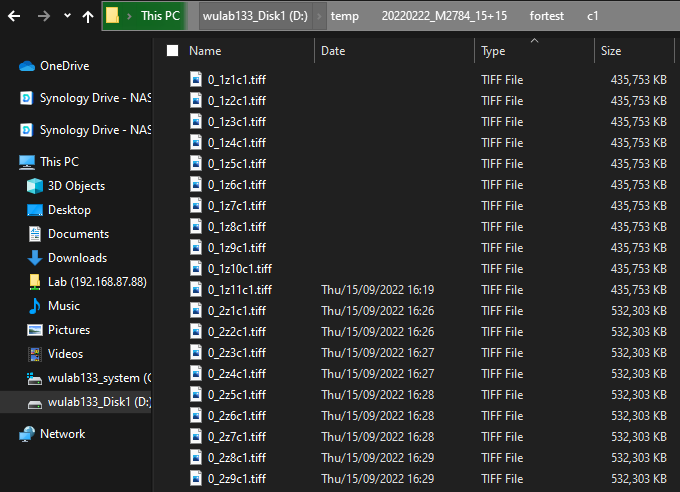 This PC wulab133_Disk1 (D:) temp 20220222_M2784_15+15 fortest c1
Name Date Type Size
OneDrive
Synology Drive - NAS
Synology Drive - NAS
This PC
3D Objects
Desktop
Documents
Downloads
Lab (192.168.87.88)
Music
Pictures
Videos
wulab133_system (C
wulab133_Disk1 (D:)
Network
0_1z1c1.tiff TIFF File 435,753 KB
0_1z2c1.tiff TIFF File 435,753 KB
0_1z3c1.tiff TIFF File 435,753 KB
0_1z4c1.tiff TIFF File 435,753 KB
0_1z5c1.tiff TIFF File 435,753 KB
0_1z6c1.tiff TIFF File 435,753 KB
0_1z7c1.tiff TIFF File 435,753 KB
0_1z8c1.tiff TIFF File 435,753 KB
0_1z9c1.tiff TIFF File 435,753 KB
0_1z10c1.tiff TIFF File 435,753 KB
0_1z11c1.tiff Thu/15/09/2022 16:19 TIFF File 435,753 KB
0_2z1c1.tiff Thu/15/09/2022 16:26 TIFF File 532,303 KB
0_2z2c1.tiff Thu/15/09/2022 16:26 TIFF File 532,303 KB
0_2z3c1.tiff Thu/15/09/2022 16:27 TIFF File 532,303 KB
0_2z4c1.tiff Thu/15/09/2022 16:27 TIFF File 532,303 KB
0_2z5c1.tiff Thu/15/09/2022 16:28 TIFF File 532,303 KB
0_2z6c1.tiff Thu/15/09/2022 16:28 TIFF File 532,303 KB
0_2z7c1.tiff Thu/15/09/2022 16:28 TIFF File 532,303 KB
0_2z8c1.tiff Thu/15/09/2022 16:29 TIFF File 532,303 KB
0_2z9c1.tiff Thu/15/09/2022 16:29 TIFF File 532,303 KB